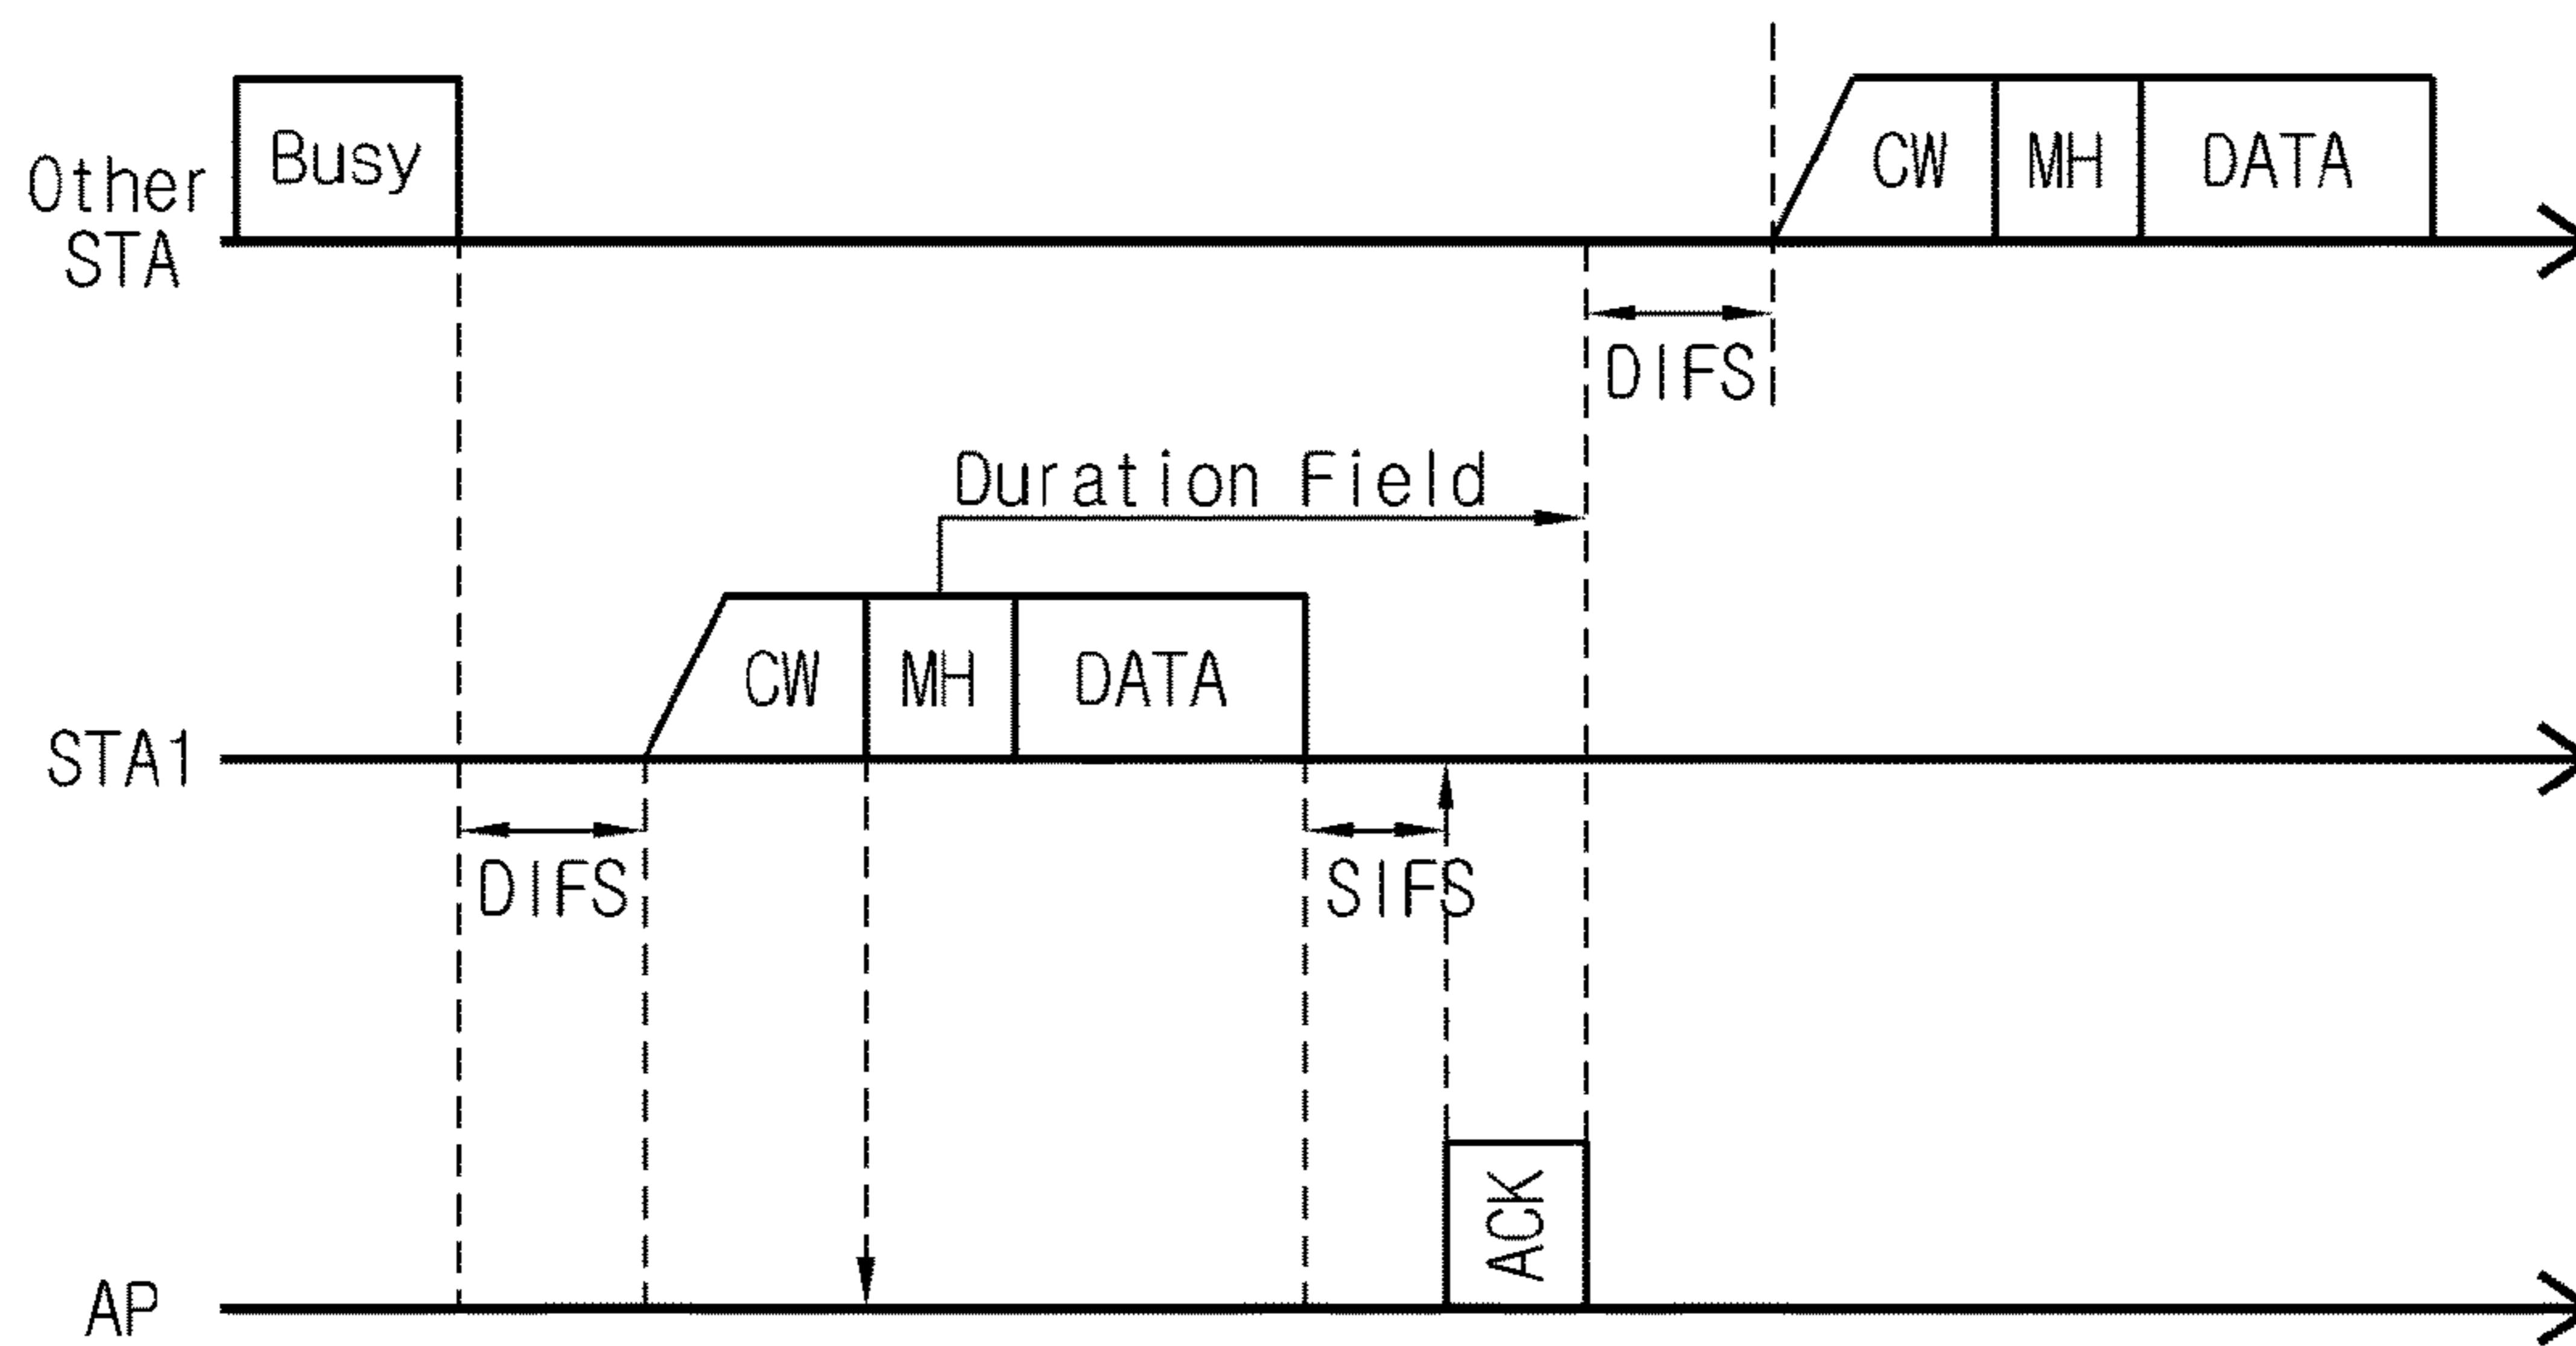 Busy
CW MH DATA
Other
STA
DIFS
Duration Field
CW MH DATA
STA1
DIFS
SIFS
ACK
AP